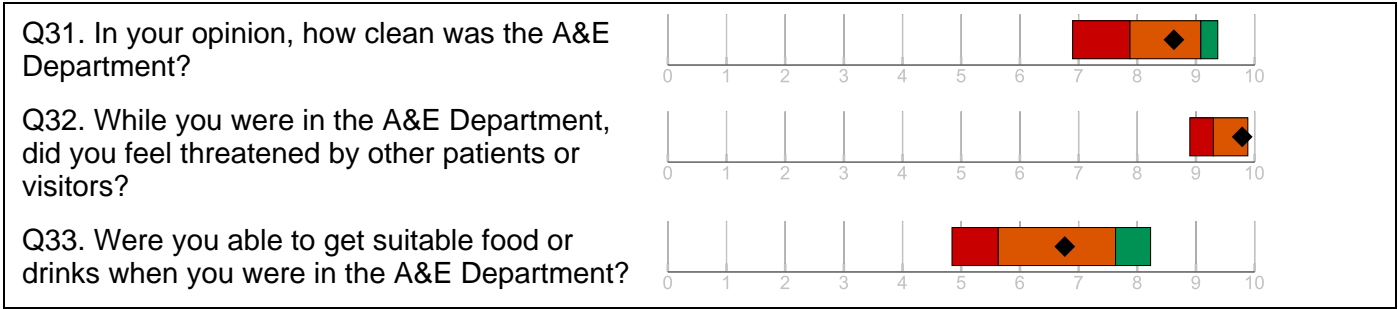 Q31. In your opinion, how clean was the A&E
Department?
0 1 2 3 4 5 6 7 8 9 10
Q32. While you were in the A&E Department,
did you feel threatened by other patients or
visitors?
0 1 2 3 4 5 6 7 8 9 10
Q33. Were you able to get suitable food or
drinks when you were in the A&E Department?
0 1 2 3 4 5 6 7 8 9 10